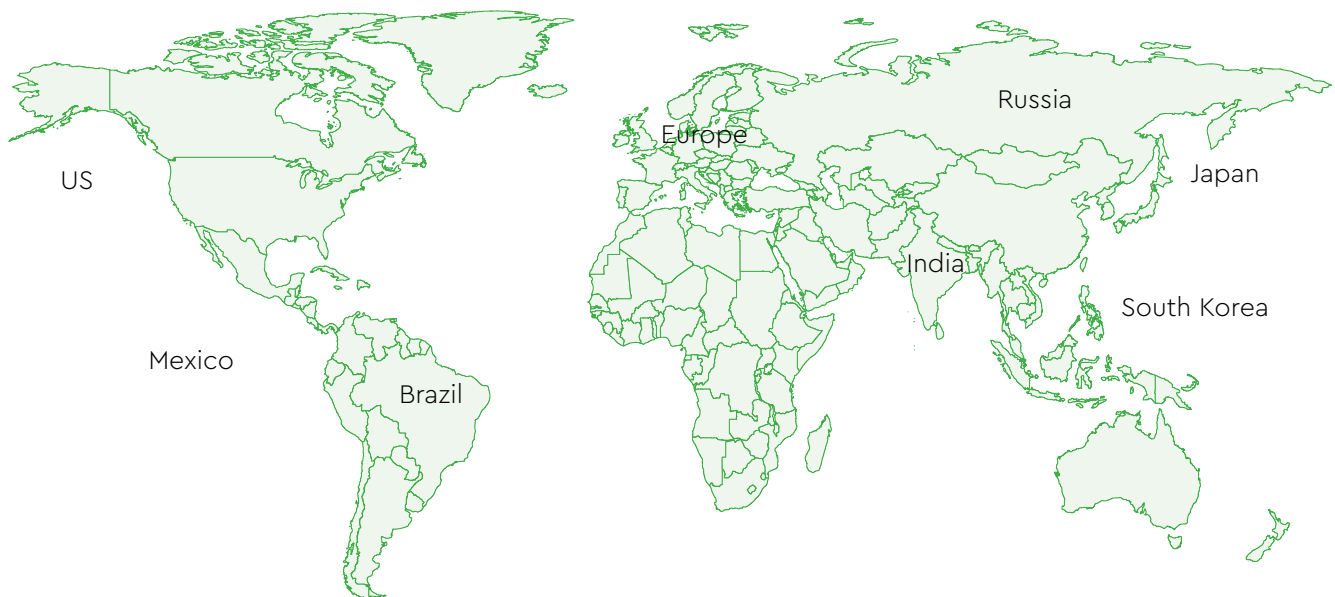 Russia
Europe
Japan
US
India
South Korea
Mexico
Brazil